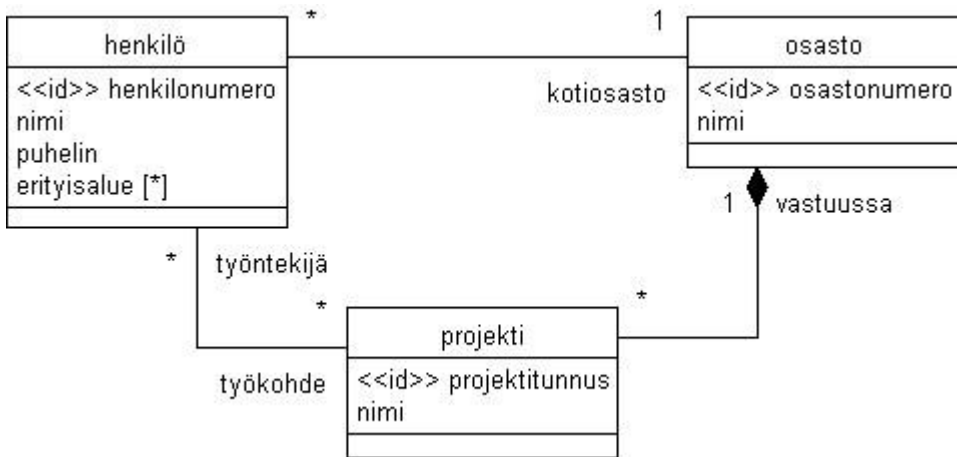 henkilö
<<id>> henkilonumero
nimi
puhelin
erityisalue [*]
*
1
kotiosasto
osasto
<<id>> osastonumero
nimi
1
vastuussa
*
työntekijä
*
*
työkohde
projekti
<<id>> projektitunnus
nimi